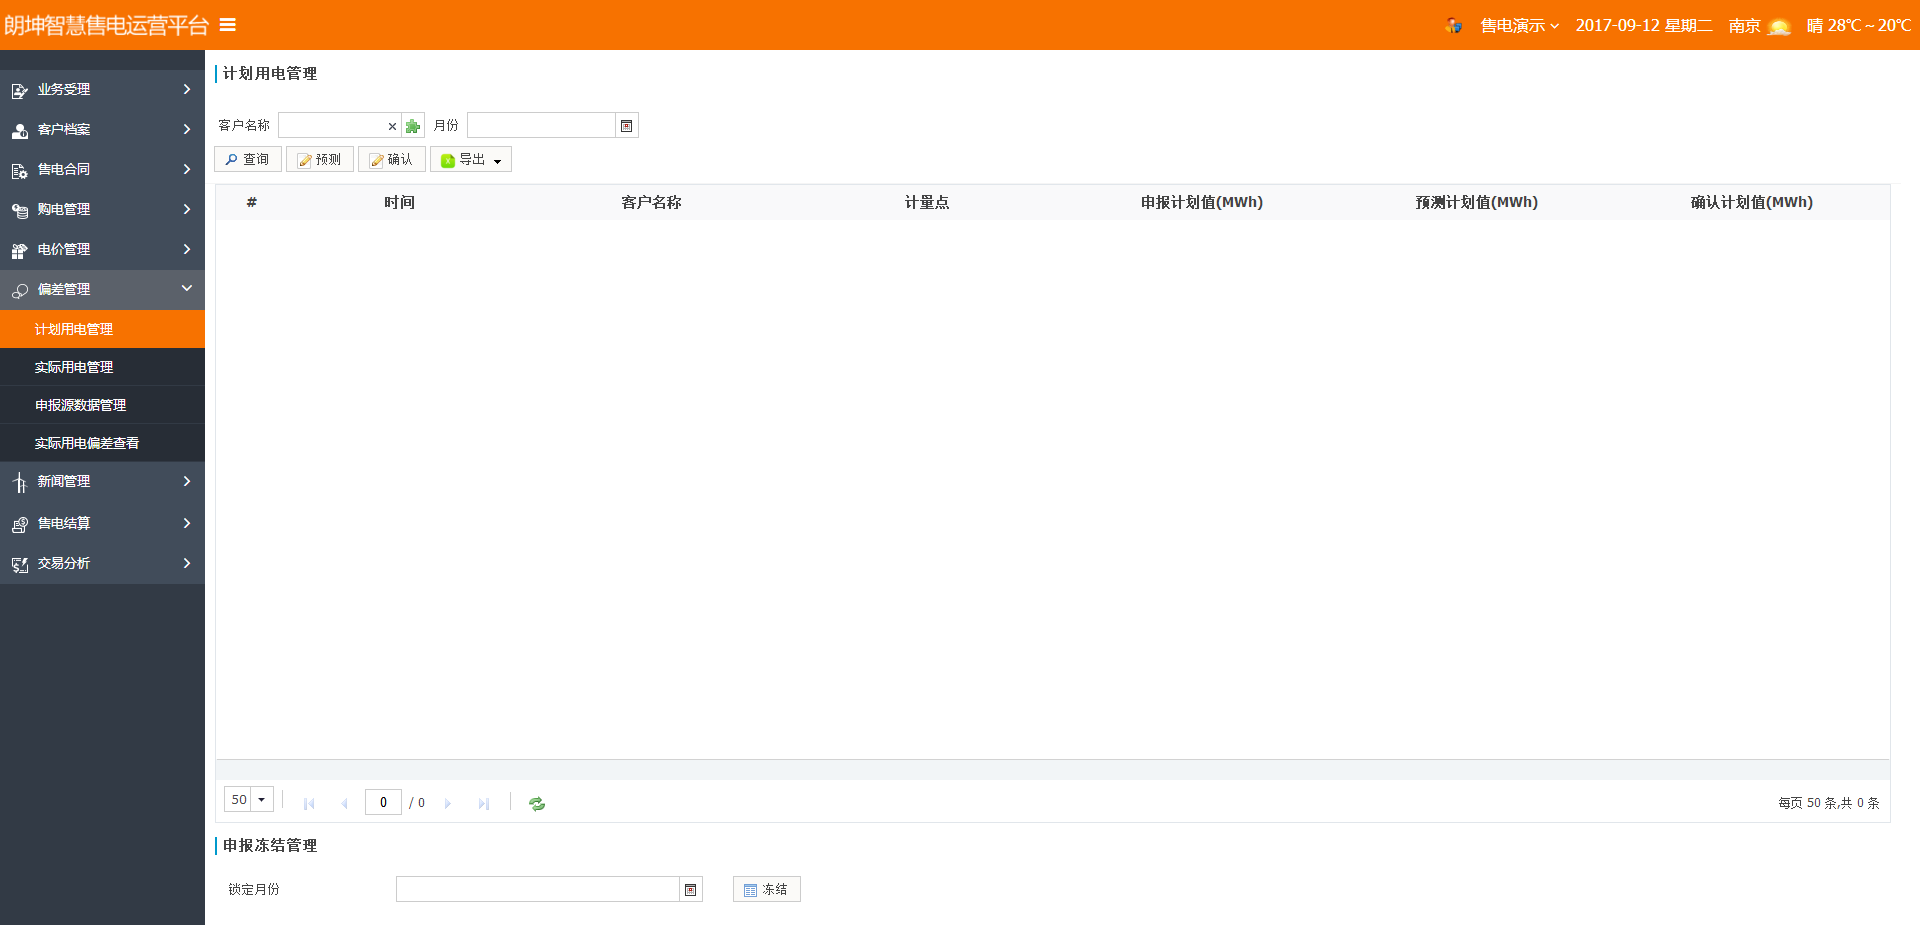 朗坤智慧售电运营平台
售电演示 2017-09-12 星期二 南京 晴 28℃ ~ 20℃
业务受理
客户档案
售电合同
购电管理
电价管理
偏差管理
计划用电管理
实际用电管理
申报源数据管理
实际用电偏差查看
新闻管理
售电结算
交易分析
计划用电管理
客户名称 月份
查询 预测 确认 导出
# 时间 客户名称 计量点 申报计划值(MWh) 预测计划值(MWh) 确认计划值(MWh)
50 0 / 0 每页 50 条,共 0 条
申报冻结管理
锁定月份 冻结